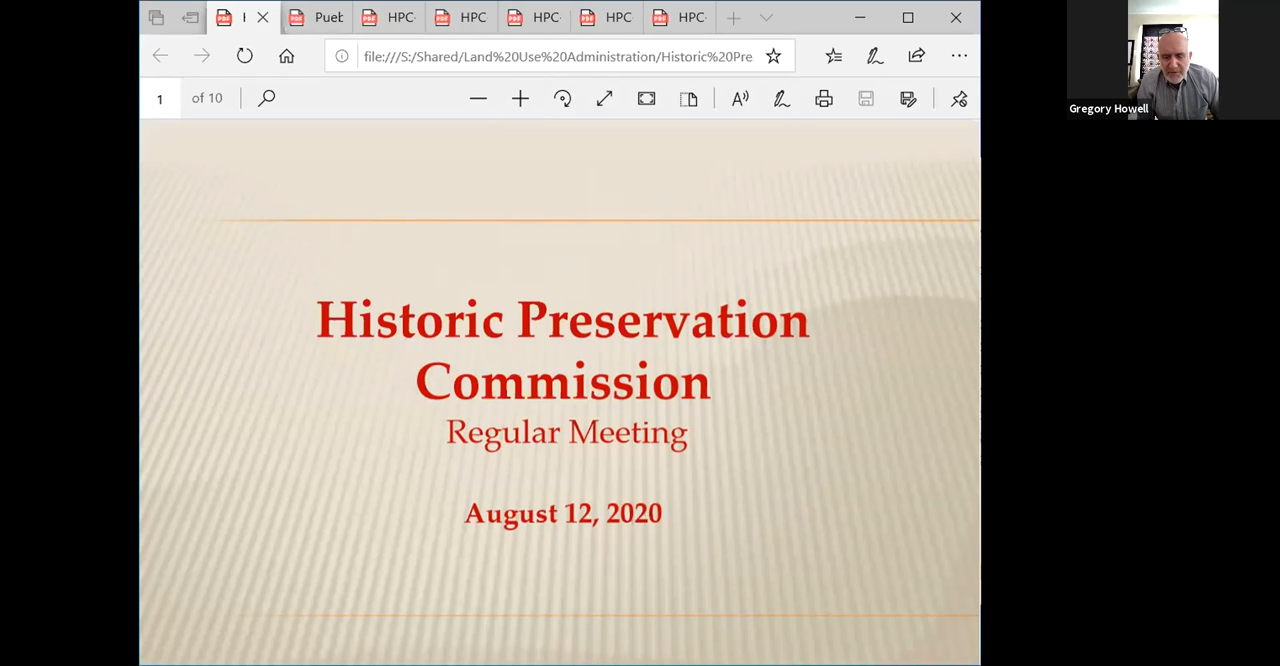 Pueb
HPC-
HPC
HPC-
HPC
HPC-
file:///S:/Shared/Land%20Use%20Administration/Historic%20Pre
1 of 10
Historic Preservation
Commission
Regular Meeting
August 12, 2020
Gregory Howell